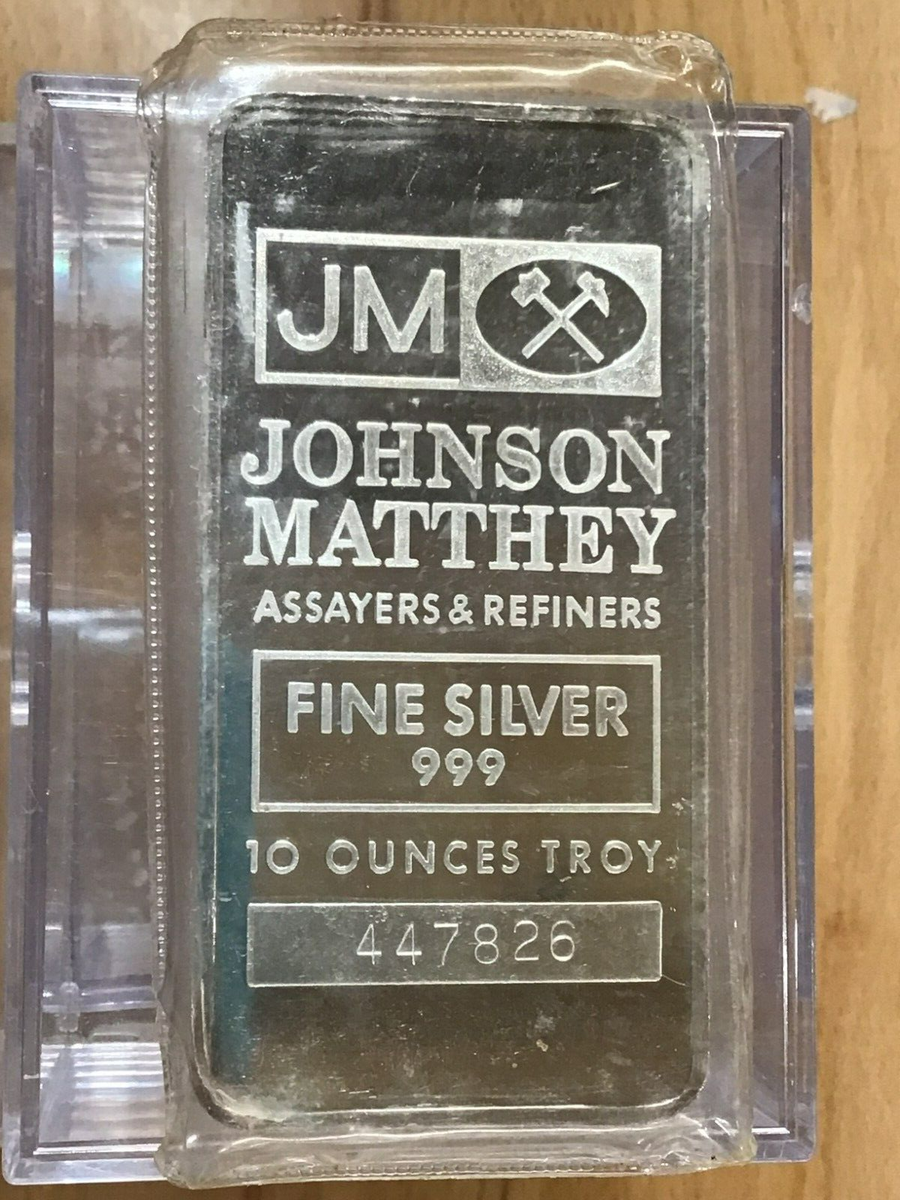 JM
JOHNSON
MATTHEY
ASSAYERS & REFINERS
FINE SILVER
999
10 OUNCES TROY
447826